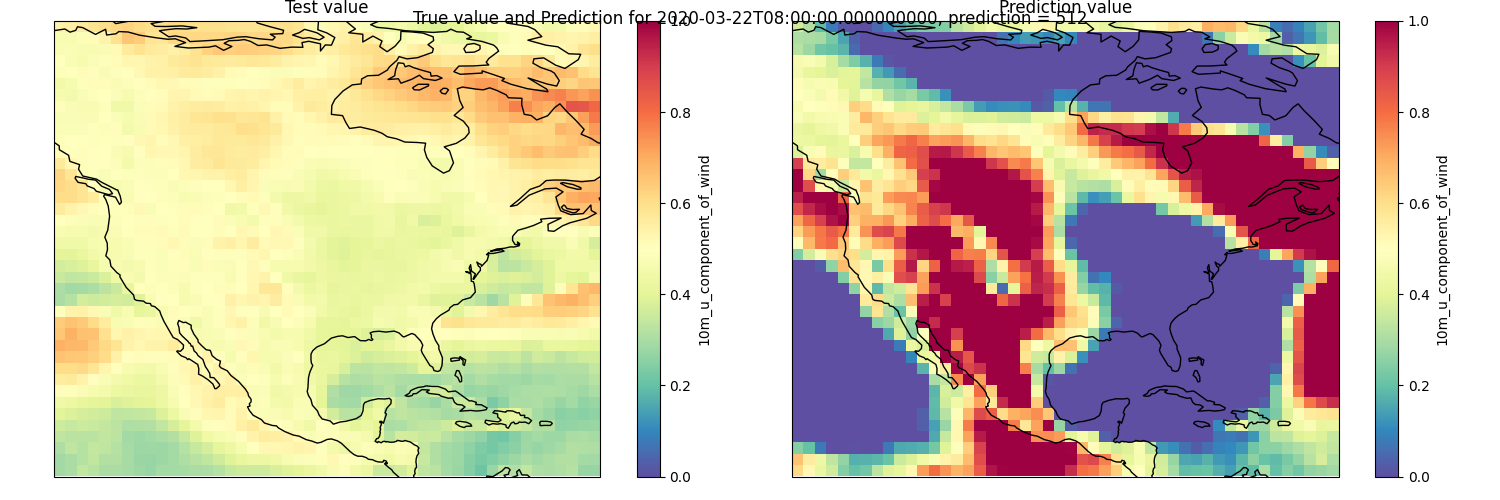 Test value
Prediction value
True value and Prediction for 2020-03-22T08:00:00.000000000, prediction = 512
1.0
0.8
0.6
0.4
0.2
0.0
10m_u_component_of_wind
1.0
0.8
0.6
0.4
0.2
0.0
10m_u_component_of_wind